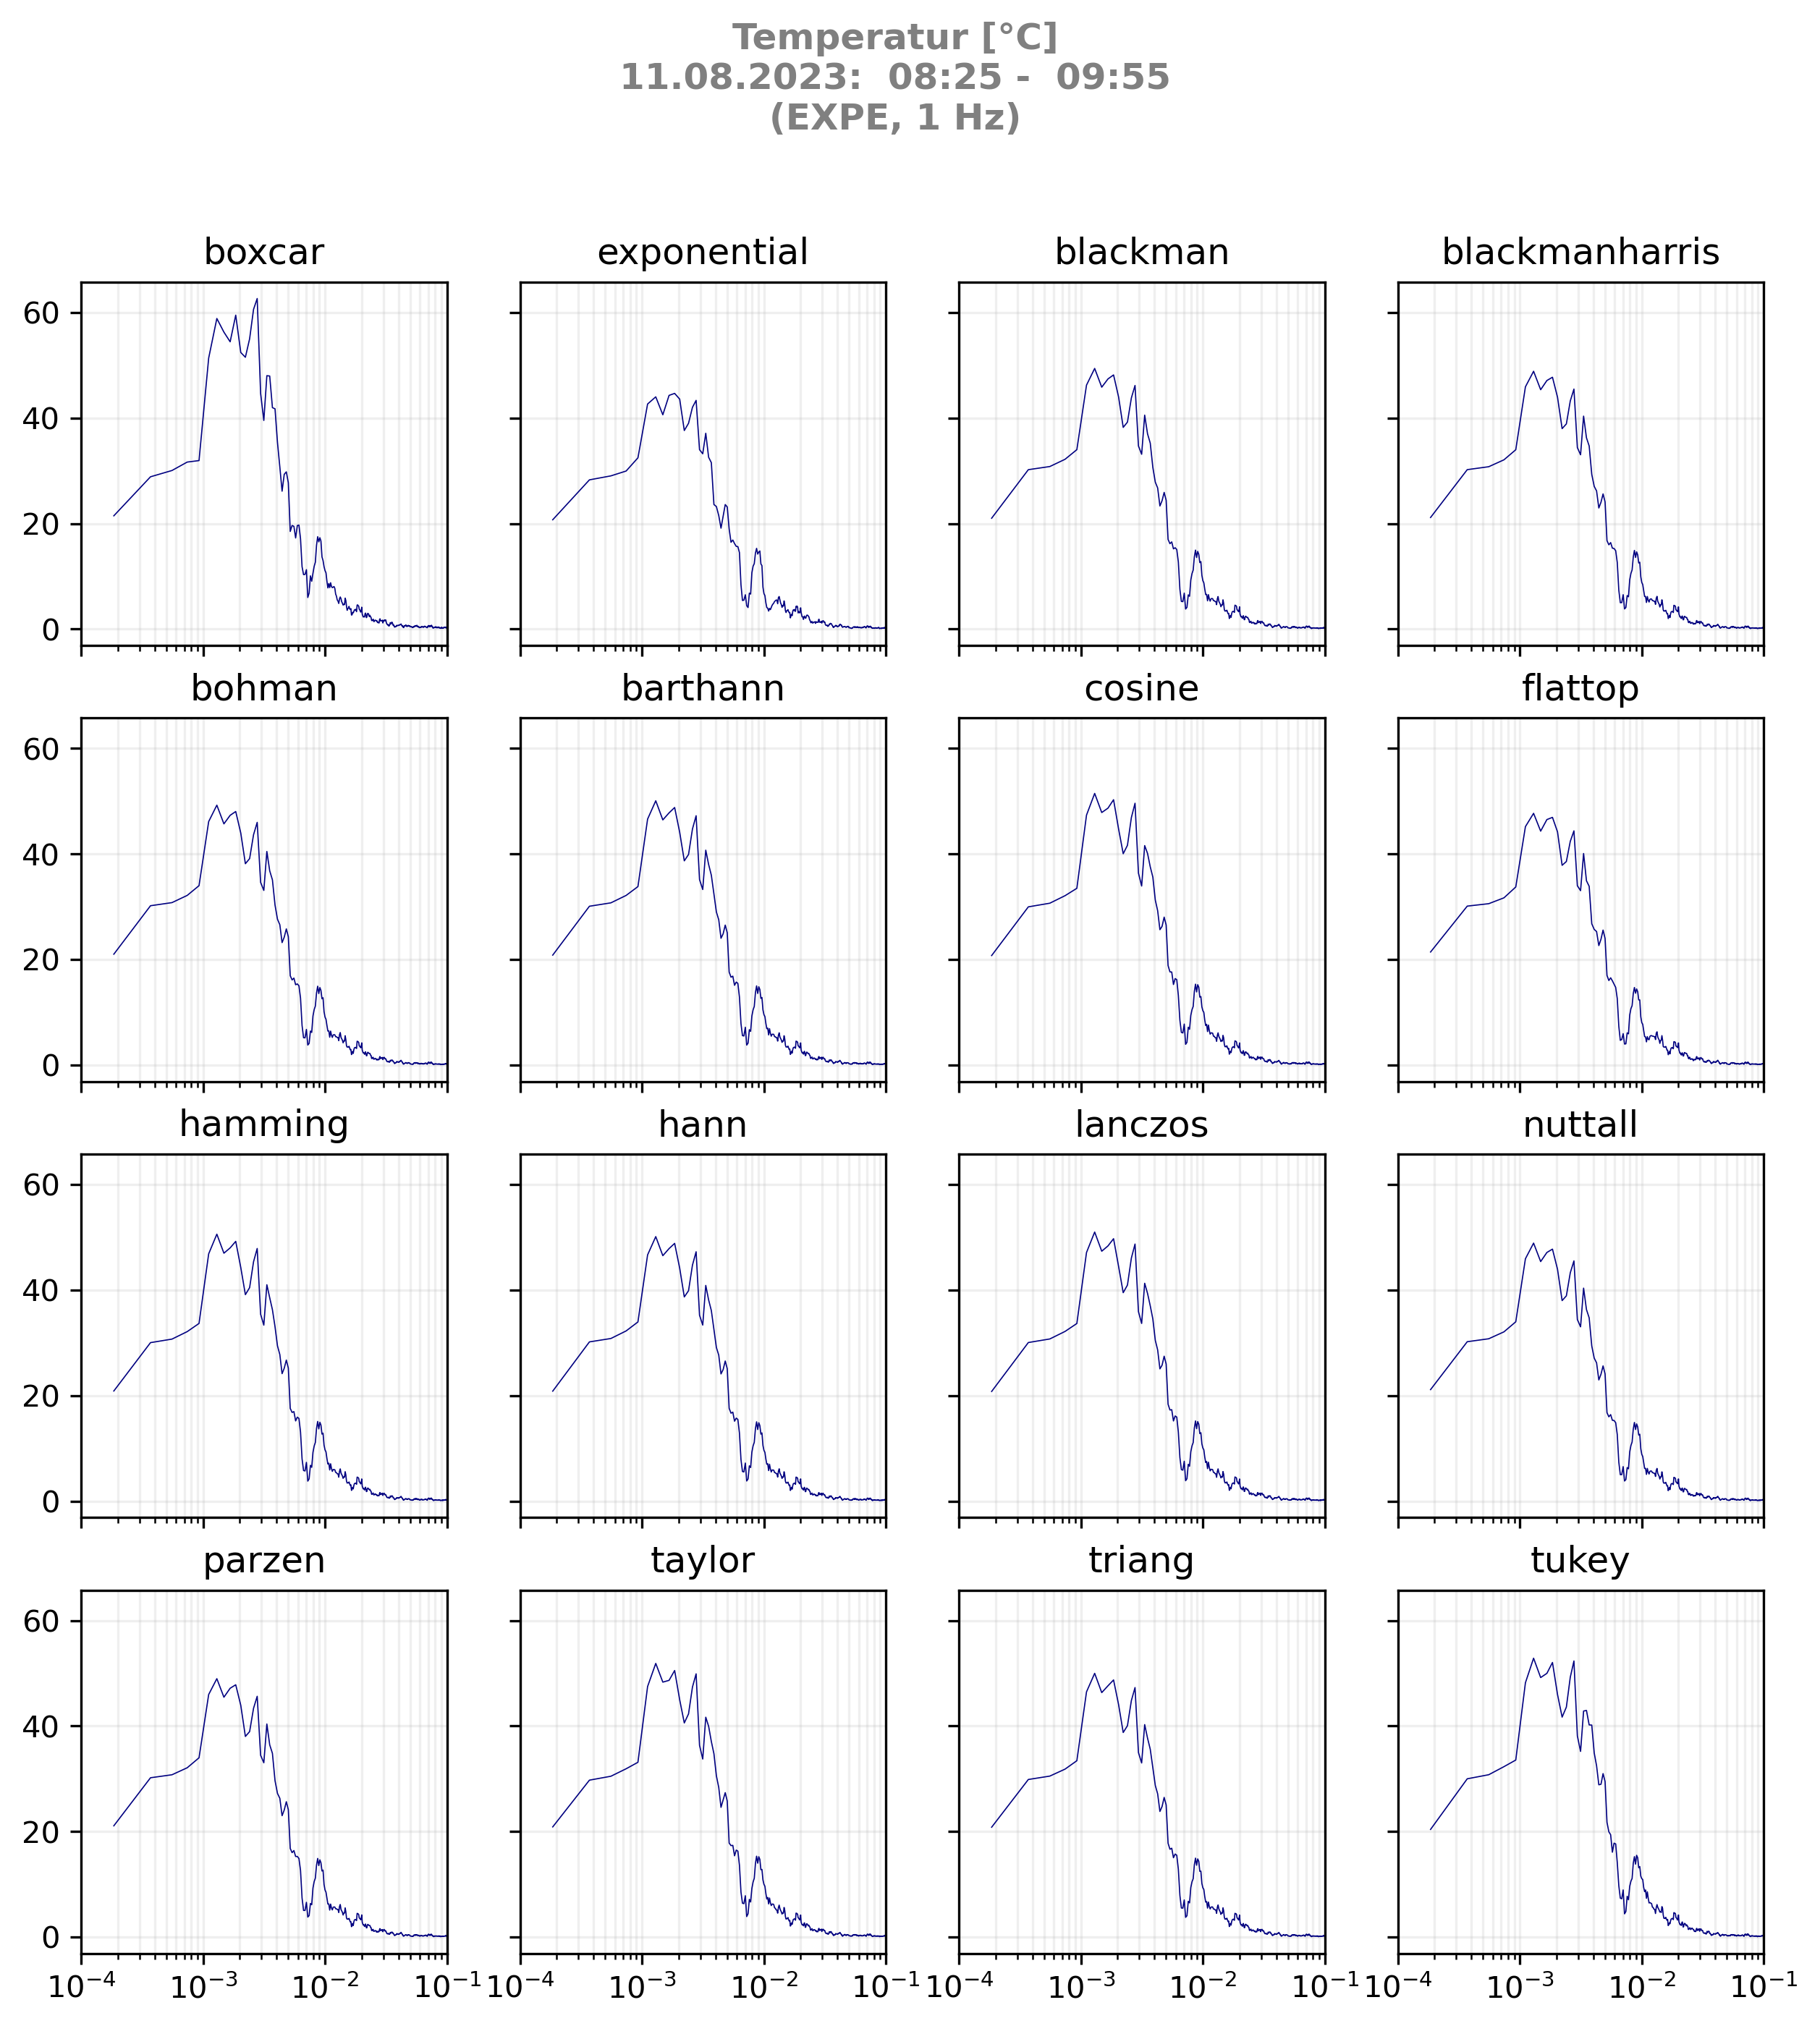 Temperatur [°C]
11.08.2023:  08:25 -  09:55
(EXPE, 1 Hz)
boxcar exponential blackman blackmanharris
60
40
20
0
bohman barthann cosine flattop
60
40
20
0
hamming hann lanczos nuttall
60
40
20
0
parzen taylor triang tukey
60
40
20
0
10⁻⁴ 10⁻³ 10⁻² 10⁻¹ 10⁻⁴ 10⁻³ 10⁻² 10⁻¹ 10⁻⁴ 10⁻³ 10⁻² 10⁻¹ 10⁻⁴ 10⁻³ 10⁻² 10⁻¹